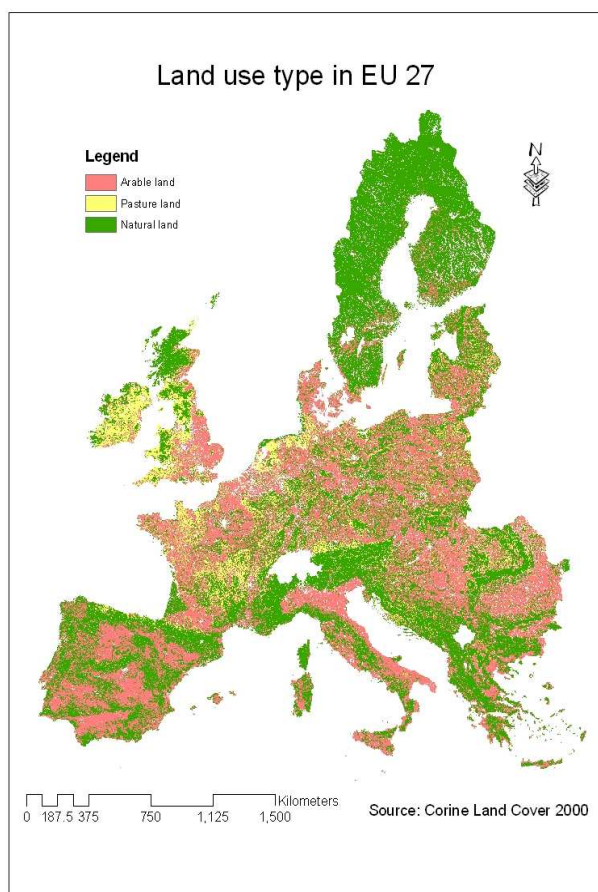 Land use type in EU 27
Legend
Arable land
Pasture land
Natural land
N
Kilometers
0 187.5 375 750 1,125 1,500
Source: Corine Land Cover 2000